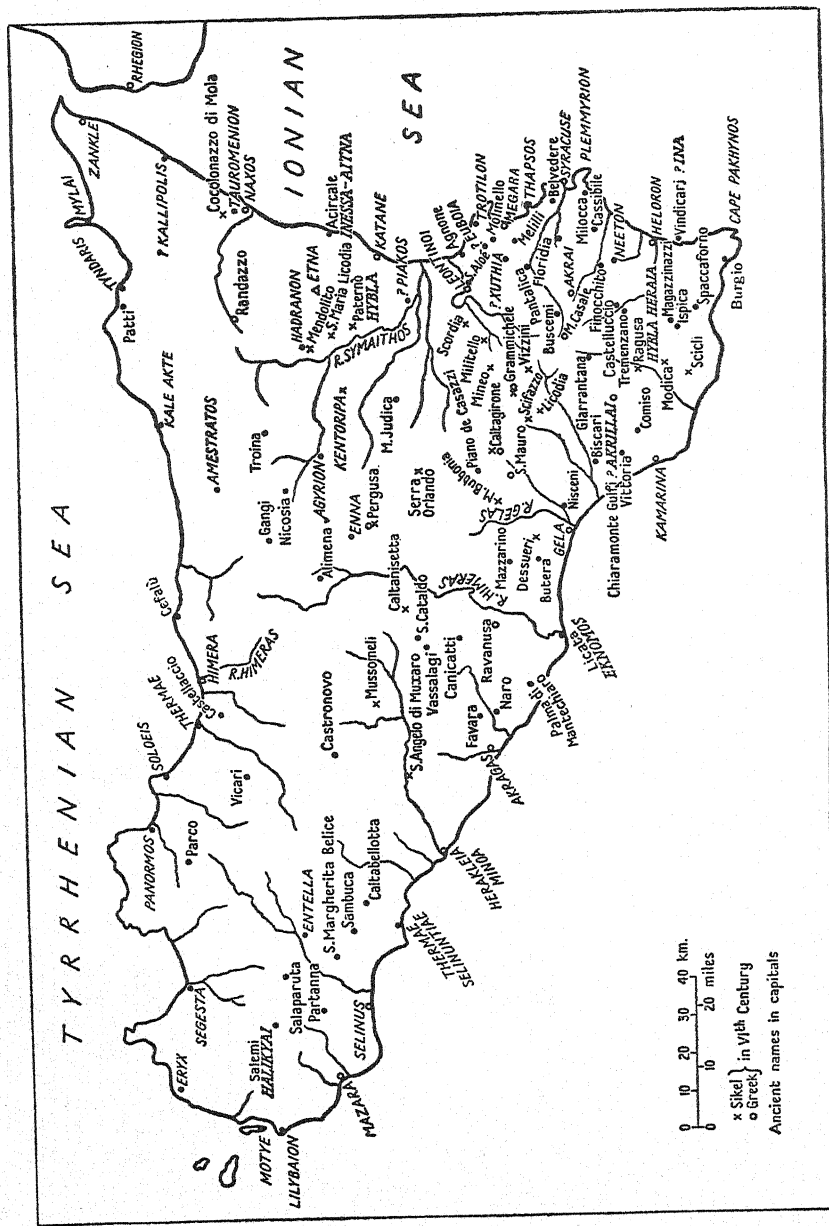 TYRRHENIAN SEA
IONIAN
SEA
MOTYE
LILYBAION
ERYX
SEGESTA
Salemi
HALIKYAI
MAZARA
Salaparuta
Partanna
SELINUS
PANORMOS
Parco
SOLOEIS
Vicari
ENTELLA
S.Margherita Belice
Sambuca
Caltabellotta
THERMAE
SELINUNTIAE
HERAKLEIA
MINOA
THERMAE
Castellaccio
HIMERA
R.HIMERAS
Cefalù
Castronovo
Mussomeli
S.Angelo di Muxaro
Vassalagi
S.Cataldo
Caltanisetta
Canicatti
Ravanusa
Favara
Naro
AKRAGAS
Palma di
Montechiaro
Licata
EKNOMOS
KALE AKTE
AMESTRATOS
Troina
Gangi
Nicosia
AGYRION
Alimena
ENNA
Pergusa
KENTORIPA
M.Judica
Serra
Orlando
R.HIMERAS
R.GELAS
Mazzarino
Dessueri
Butera
GELA
Nisceni
M.Bubbonia
Piano de Casazzi
Caltagirone
S.Mauro
Mineo
Militello
Scordia
Grammichele
Vizzini
Scifazzo
Licodia
Giarrantana
Biscari
Chiaramonte Gulfi
? AKRILLAI
Vittoria
KAMARINA
Comiso
Modica
Scicli
Ragusa
HYBLA HERAIA
Tremenzano
Castelluccio
Finocchito
M.Casale
Buscemi
AKRAI
Pantalica
Floridia
? XUTHIA
S.Aloe
LEONTINOI
Agnone
? EUBOIA
TROTILON
Molinello
MEGARA
Melilli
THAPSOS
Belvedere
SYRACUSE
PLEMMYRION
Milocca
Cassibile
NEETON
HELORON
Vindicari ?INA
Magazzinazzi
Ispica
Spaccaforno
Burgio
CAPE PAKHYNOS
Patti
TYNDARIS
MYLAI
ZANKLE
RHEGION
? KALLIPOLIS
Cocolonazzo di Mola
TAUROMENION
NAXOS
Randazzo
HADRANON
ETNA
Mendolito
S.Maria Licodia
INESSA-AITNA
Acircale
Paternò
HYBLA
KATANE
R.SYMAITHOS
? PIAKOS
0 10 20 30 40 km.
0 10 20 miles
x Sikel
o Greek
} in VIth Century
Ancient names in capitals